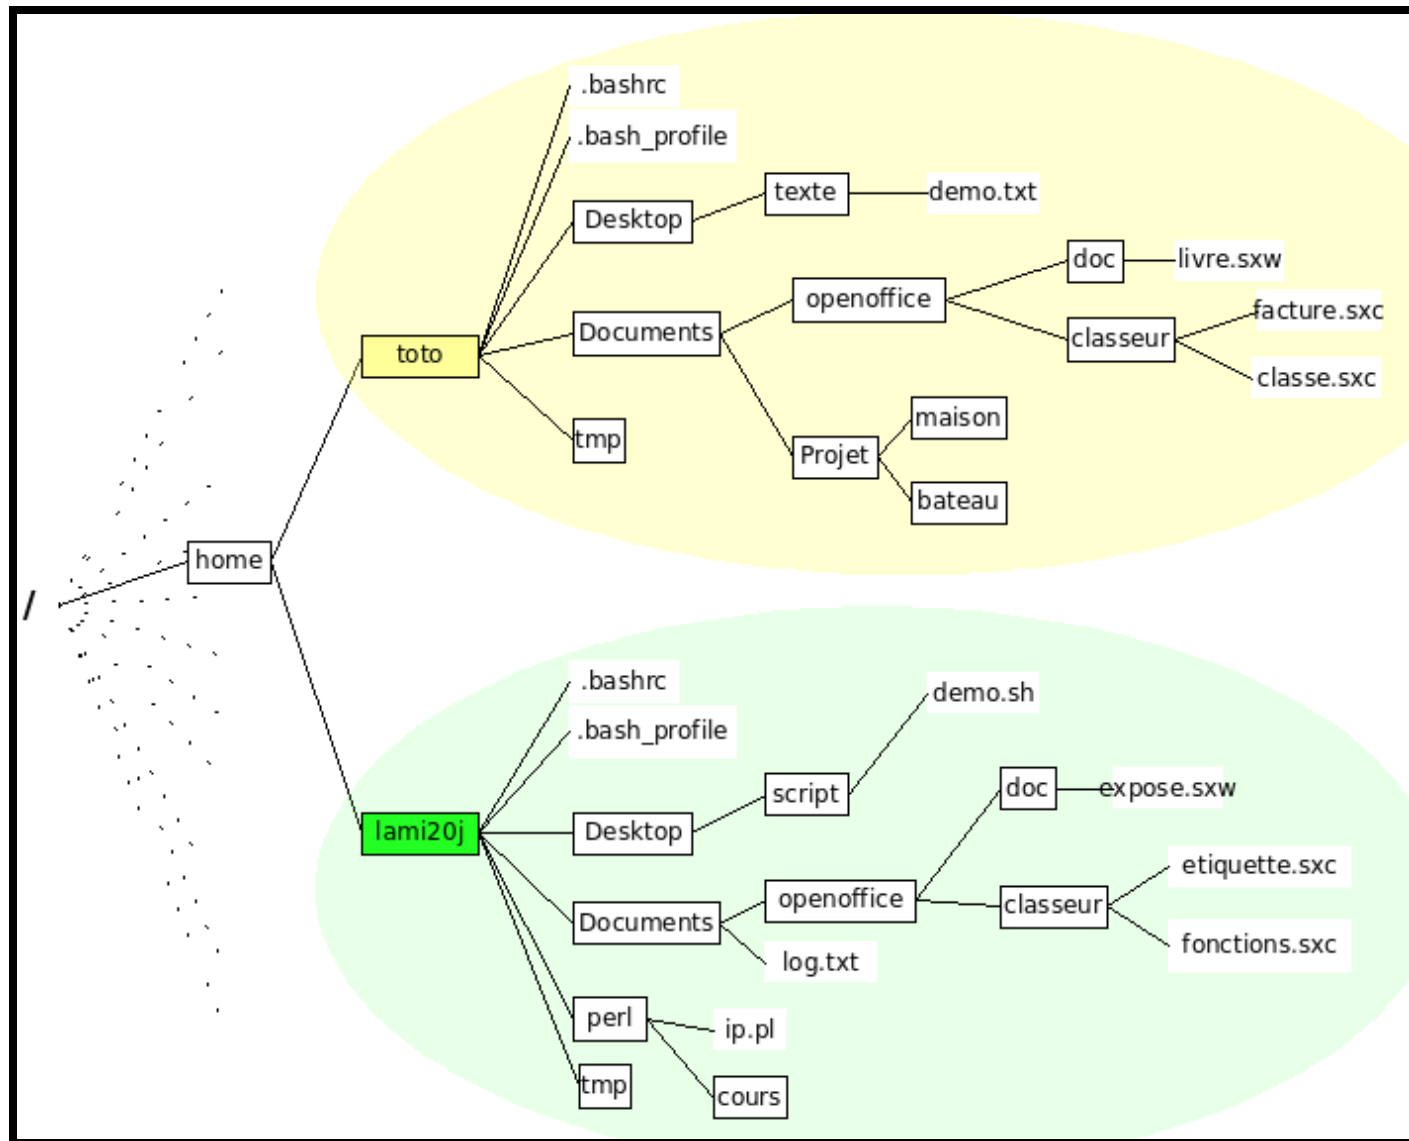 /
home
toto
.bashrc
.bash_profile
Desktop
texte
demo.txt
Documents
openoffice
doc
livre.sxw
classeur
facture.sxc
classe.sxc
Projet
maison
bateau
tmp
lami20j
.bashrc
.bash_profile
Desktop
script
demo.sh
Documents
openoffice
doc
expose.sxw
classeur
etiquette.sxc
fonctions.sxc
log.txt
perl
ip.pl
cours
tmp